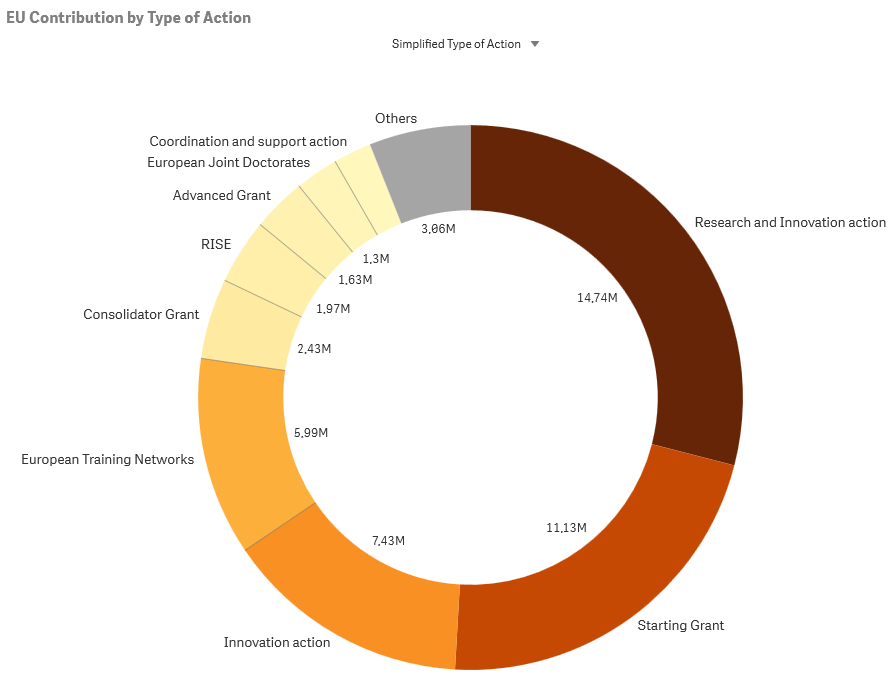 EU Contribution by Type of Action
Simplified Type of Action
Others
Coordination and support action
European Joint Doctorates
Advanced Grant
RISE
Consolidator Grant
European Training Networks
Innovation action
Starting Grant
Research and Innovation action
3,06M
1,3M
1,63M
1,97M
2,43M
5,99M
7,43M
11,13M
14,74M